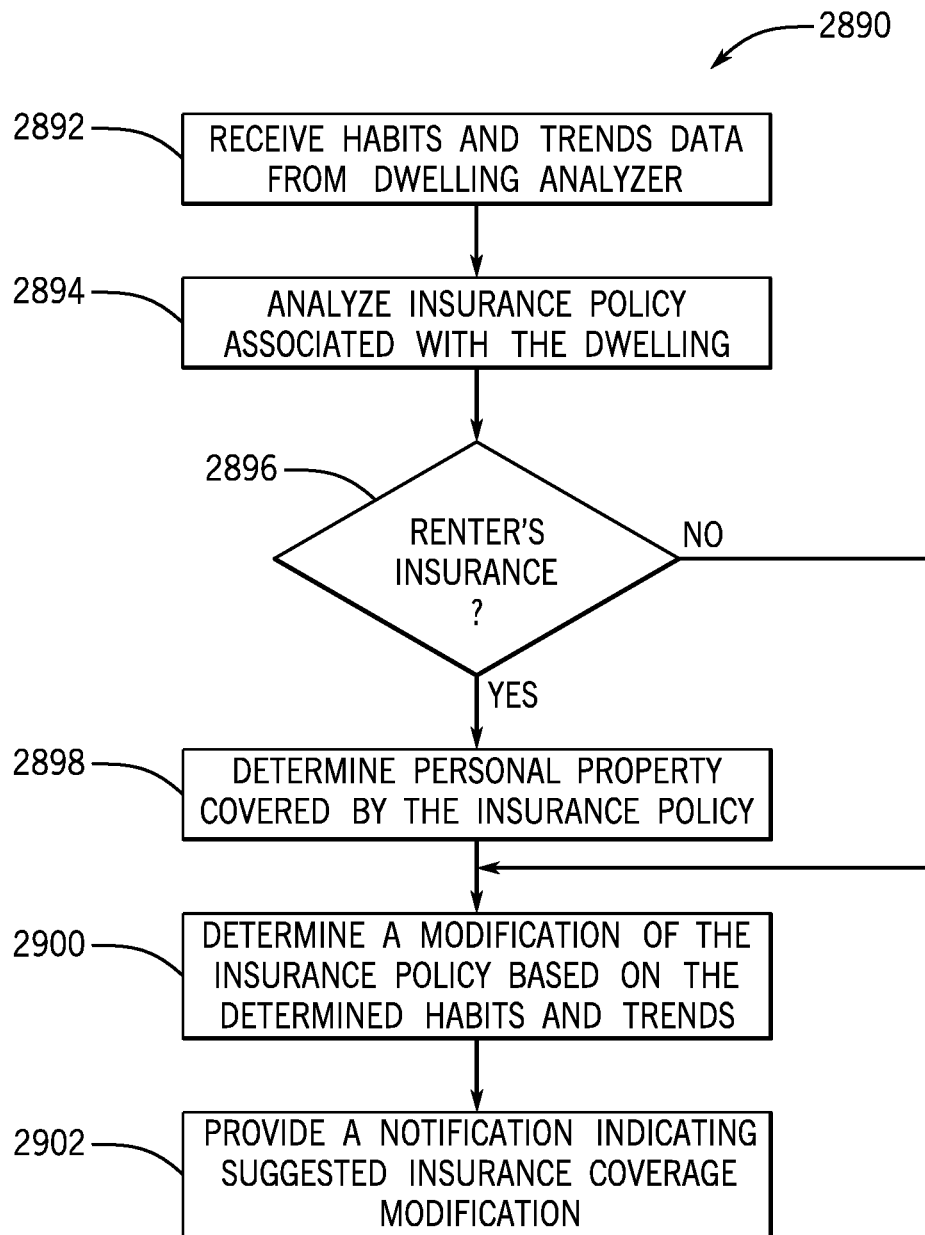 2890
2892
RECEIVE HABITS AND TRENDS DATA
FROM DWELLING ANALYZER
2894
ANALYZE INSURANCE POLICY
ASSOCIATED WITH THE DWELLING
2896
RENTER'S
INSURANCE
?
NO
YES
2898
DETERMINE PERSONAL PROPERTY
COVERED BY THE INSURANCE POLICY
2900
DETERMINE A MODIFICATION OF THE
INSURANCE POLICY BASED ON THE
DETERMINED HABITS AND TRENDS
2902
PROVIDE A NOTIFICATION INDICATING
SUGGESTED INSURANCE COVERAGE
MODIFICATION